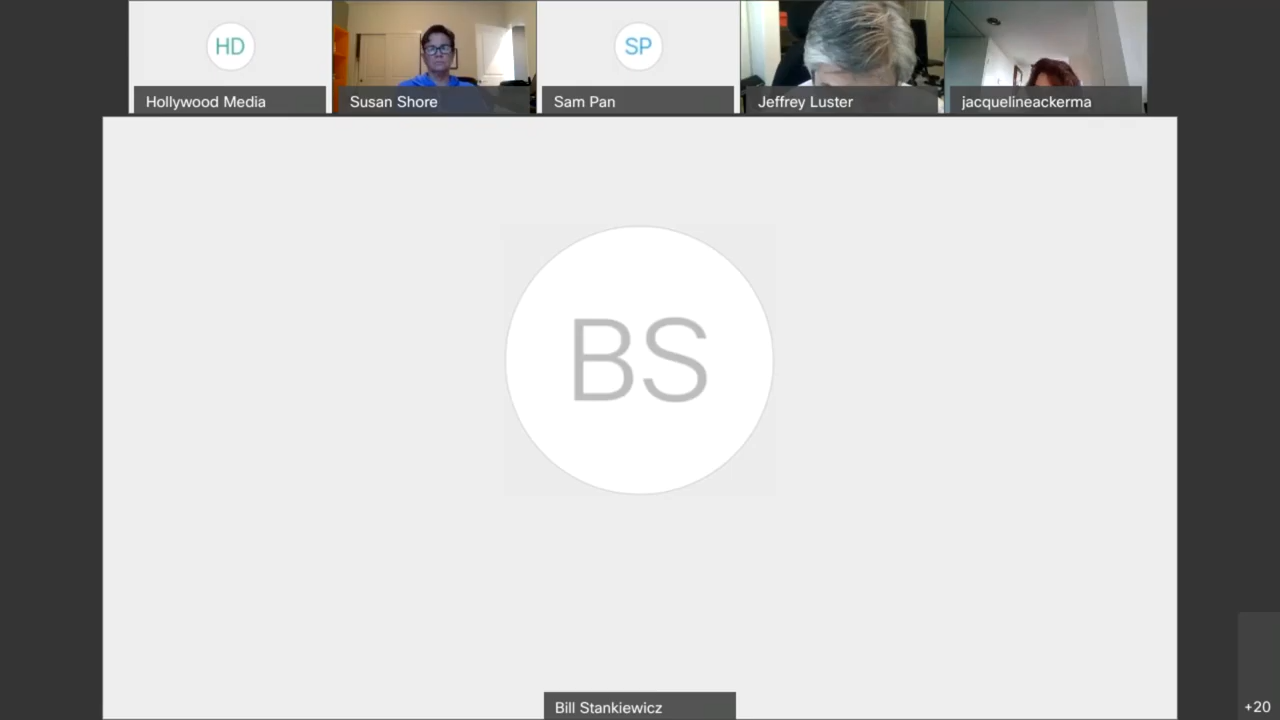 HD
SP
Hollywood Media
Susan Shore
Sam Pan
Jeffrey Luster
jacquelineackerma
BS
Bill Stankiewicz
+20